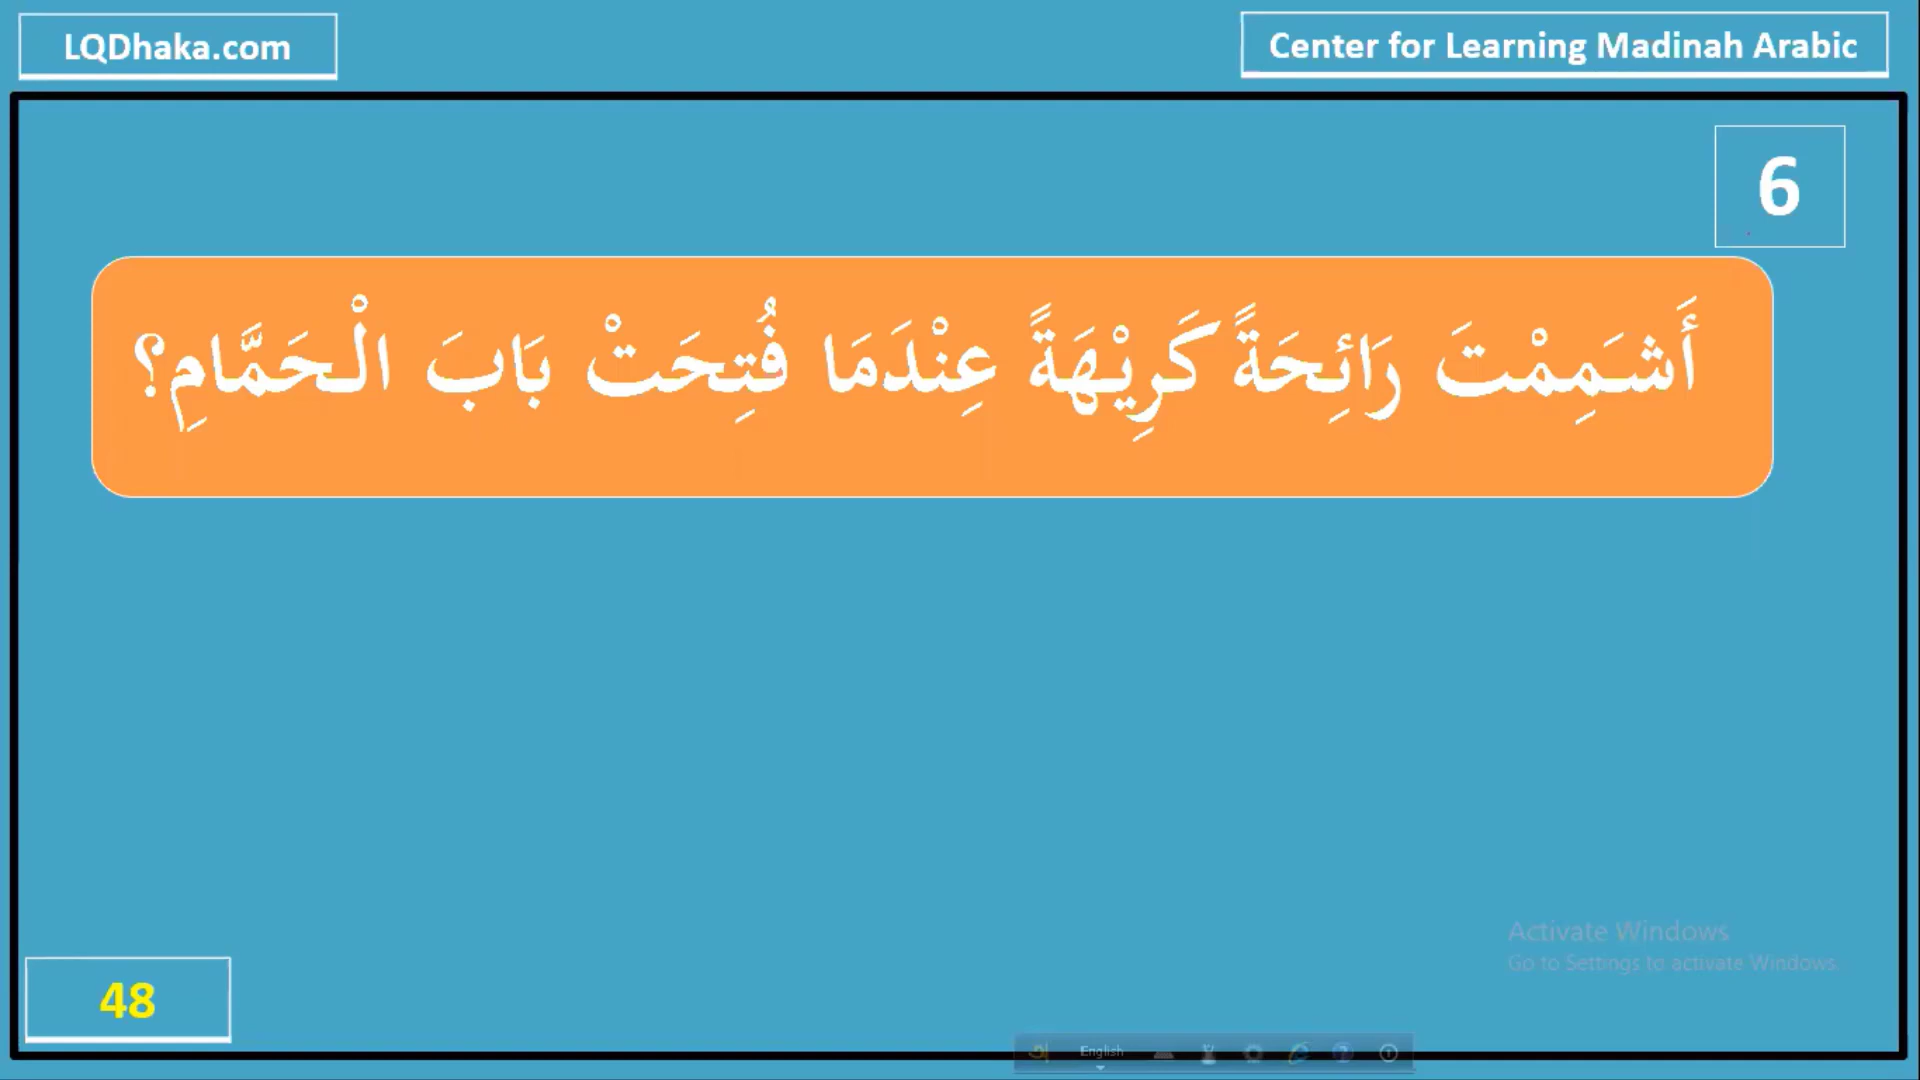 LQDhaka.com
Center for Learning Madinah Arabic
6
أَشَمِمْتَ رَائِحَةً كَرِيْهَةً عِنْدَمَا فُتِحَتْ بَابَ الْحَمَّامِ؟
Activate Windows
Go to Settings to activate Windows.
48
English